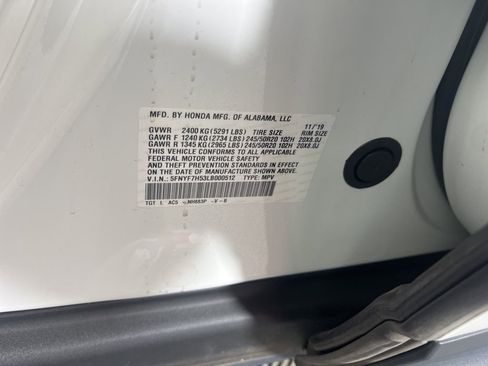 MFD. BY HONDA MFG. OF ALABAMA, LLC
11/'19
GVWR 2400 KG (5291 LBS) TIRE SIZE RIM SIZE
GAWR F 1240 KG (2734 LBS) 245/50R20 102H 20X8.0J
GAWR R 1345 KG (2965 LBS) 245/50R20 102H 20X8.0J
THIS VEHICLE CONFORMS TO ALL APPLICABLE
FEDERAL MOTOR VEHICLE SAFETY
AND THEFT PREVENTION STANDARDS IN EFFECT
ON THE DATE OF MANUFACTURE SHOWN ABOVE.
V.I.N.: 5FNYF7H53LB000512 TYPE: MPV
TGT L AC5 NH883P -V-B